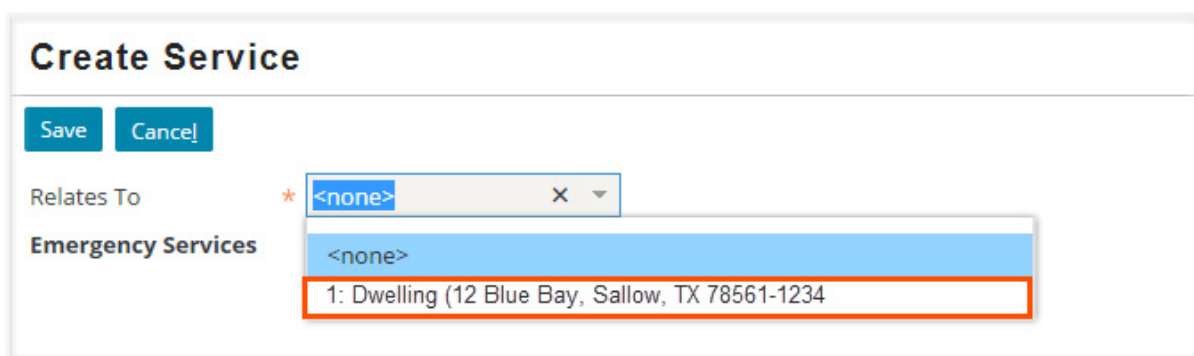 Create Service
Save Cancel
Relates To * <none> ×
Emergency Services
<none>
1: Dwelling (12 Blue Bay, Sallow, TX 78561-1234